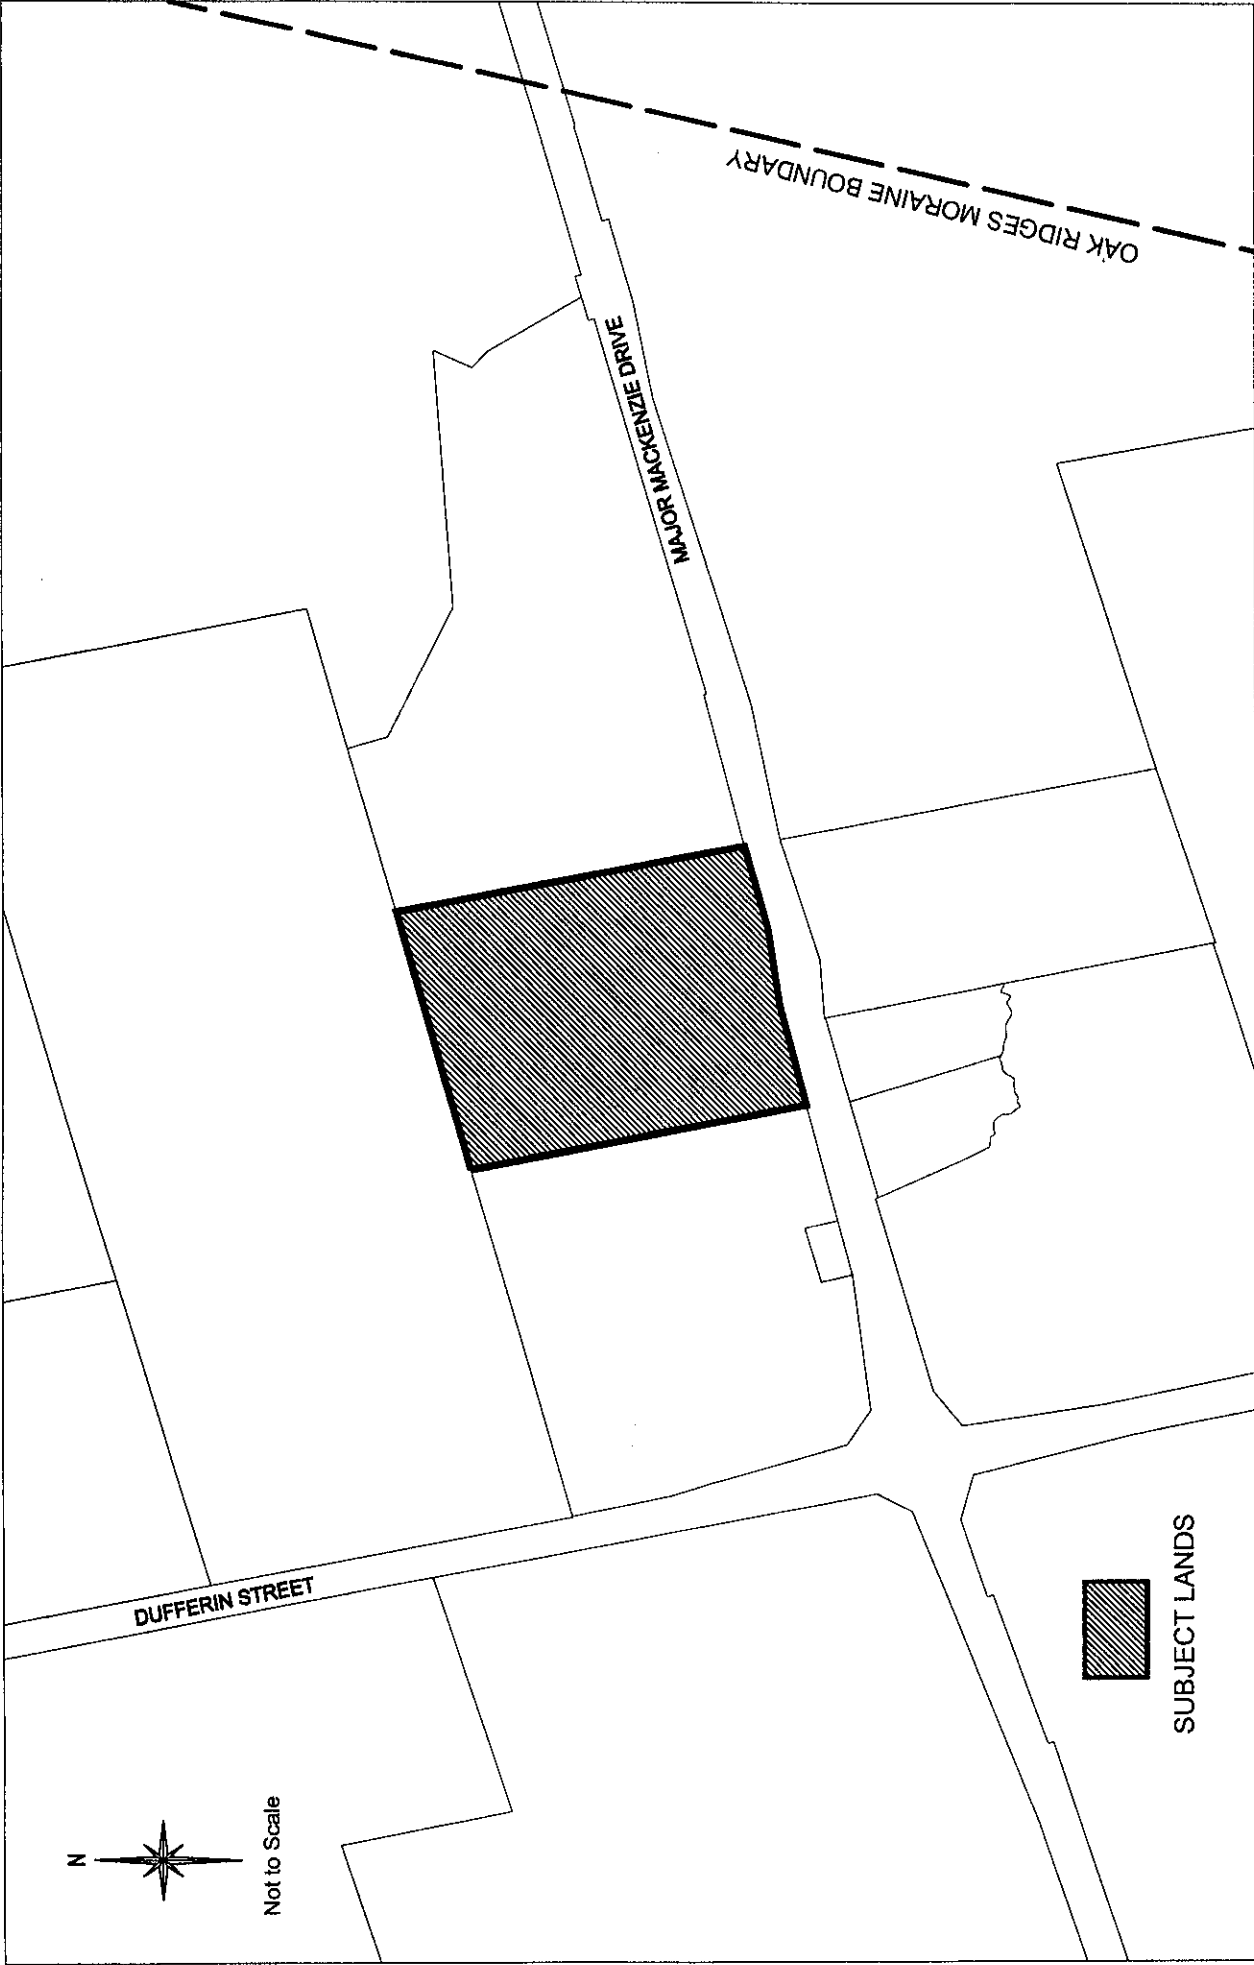 N
Not to Scale
DUFFERIN STREET
MAJOR MACKENZIE DRIVE
OAK RIDGES MORAINE BOUNDARY
SUBJECT LANDS